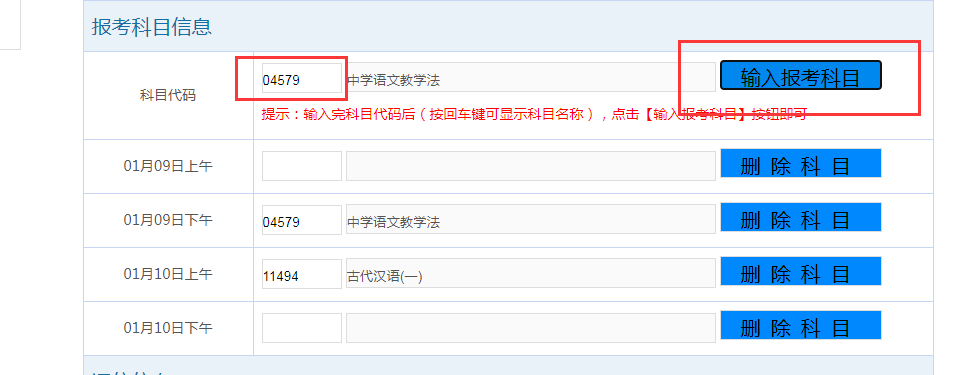 报考科目信息
科目代码 04579 中学语文教学法 输入报考科目
提示：输入完科目代码后（按回车键可显示科目名称），点击【输入报考科目】按钮即可
01月09日上午 删 除 科 目
01月09日下午 04579 中学语文教学法 删 除 科 目
01月10日上午 11494 古代汉语(一) 删 除 科 目
01月10日下午 删 除 科 目